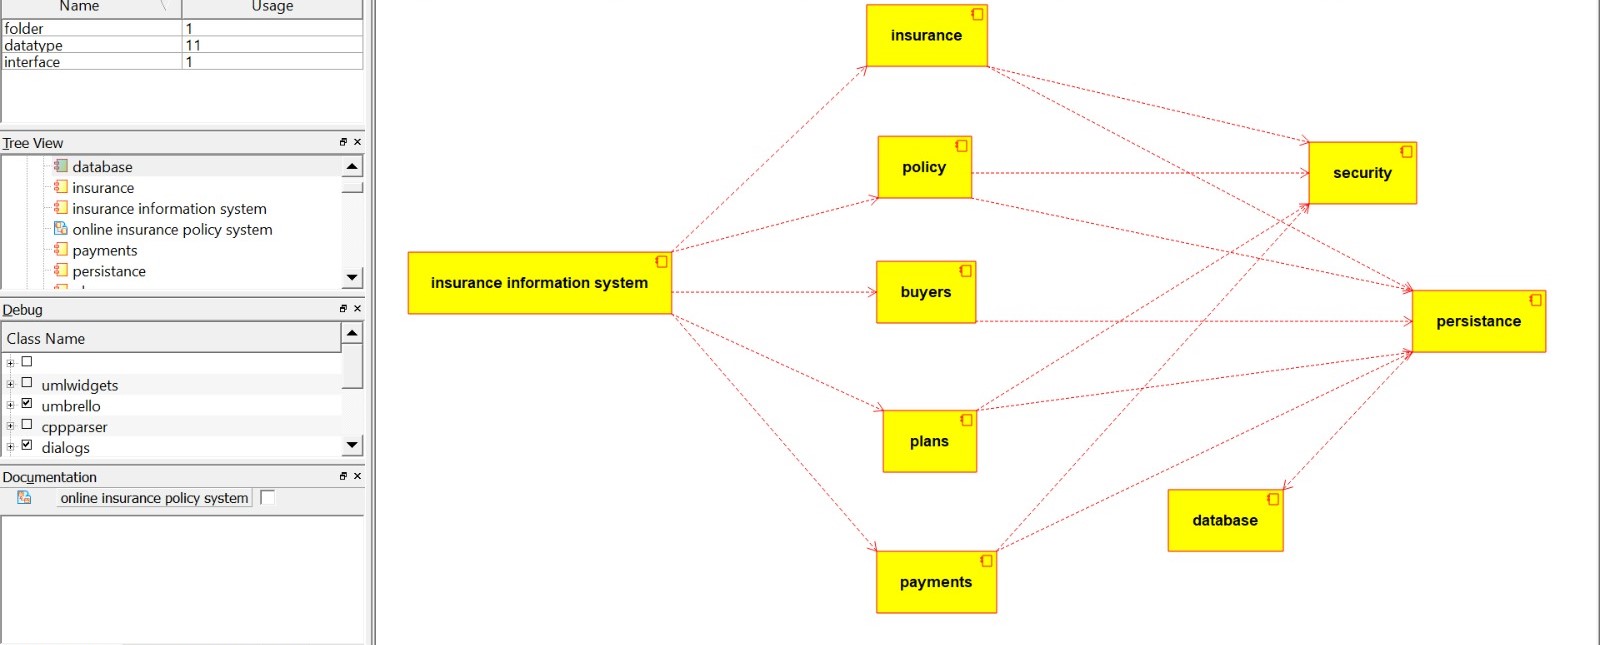 Name Usage
folder 1
datatype 11
interface 1
Tree View
database
insurance
insurance information system
online insurance policy system
payments
persistance
Debug
Class Name
umlwidgets
umbrello
cppparser
dialogs
Documentation
online insurance policy system
insurance
policy
security
insurance information system
buyers
persistance
plans
database
payments